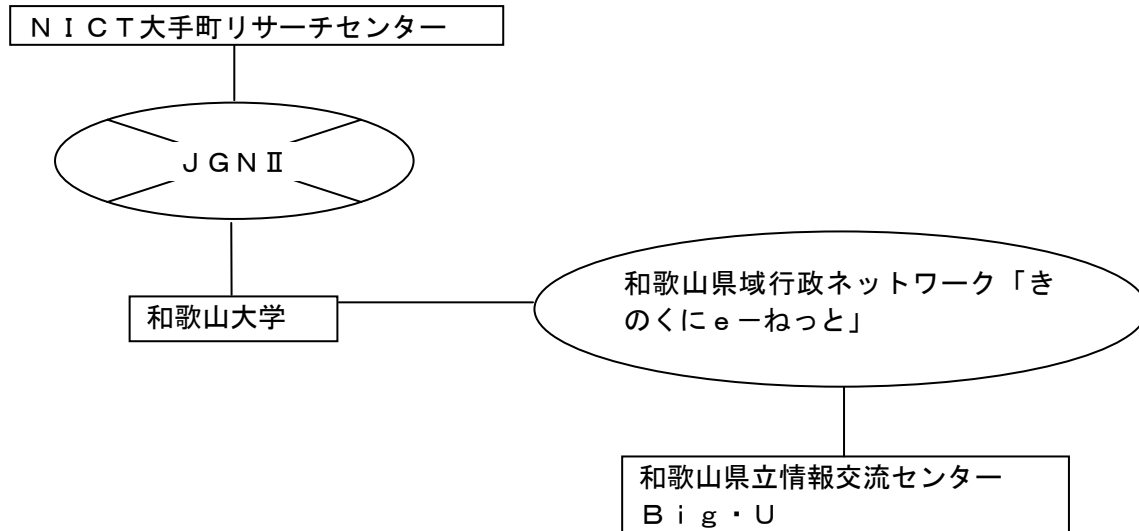 ＮＩＣＴ大手町リサーチセンター
ＪＧＮⅡ
和歌山県域行政ネットワーク「き
のくにｅ－ねっと」
和歌山大学
和歌山県立情報交流センター
Ｂｉｇ・Ｕ